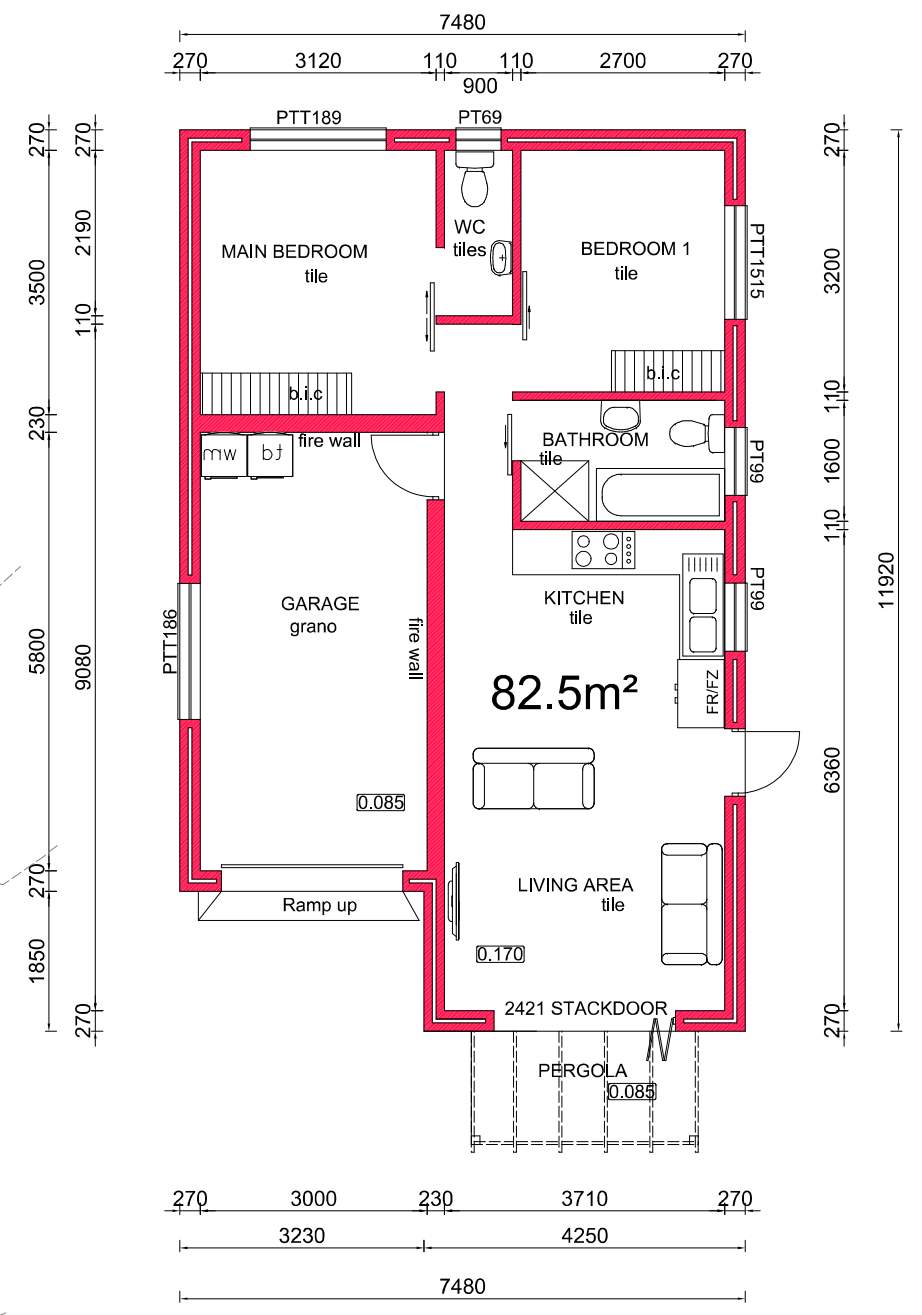 7480
270 3120 110 110 2700 270
900
PTT189 PT69
270
270
270
2190
3500
3200
110
110
230
1600
110
5800
9080
6360
270
1850
270
270
11920
MAIN BEDROOM
tile
WC
tiles
BEDROOM 1
tile
PTT1515
b.i.c
b.i.c
fire wall
mw
bt
BATHROOM
tile
PT99
KITCHEN
tile
PT99
GARAGE
grano
PTT186
fire wall
82.5m²
FR/FZ
0.085
LIVING AREA
tile
Ramp up
0.170
2421 STACKDOOR
PERGOLA
0.085
270 3000 230 3710 270
3230 4250
7480